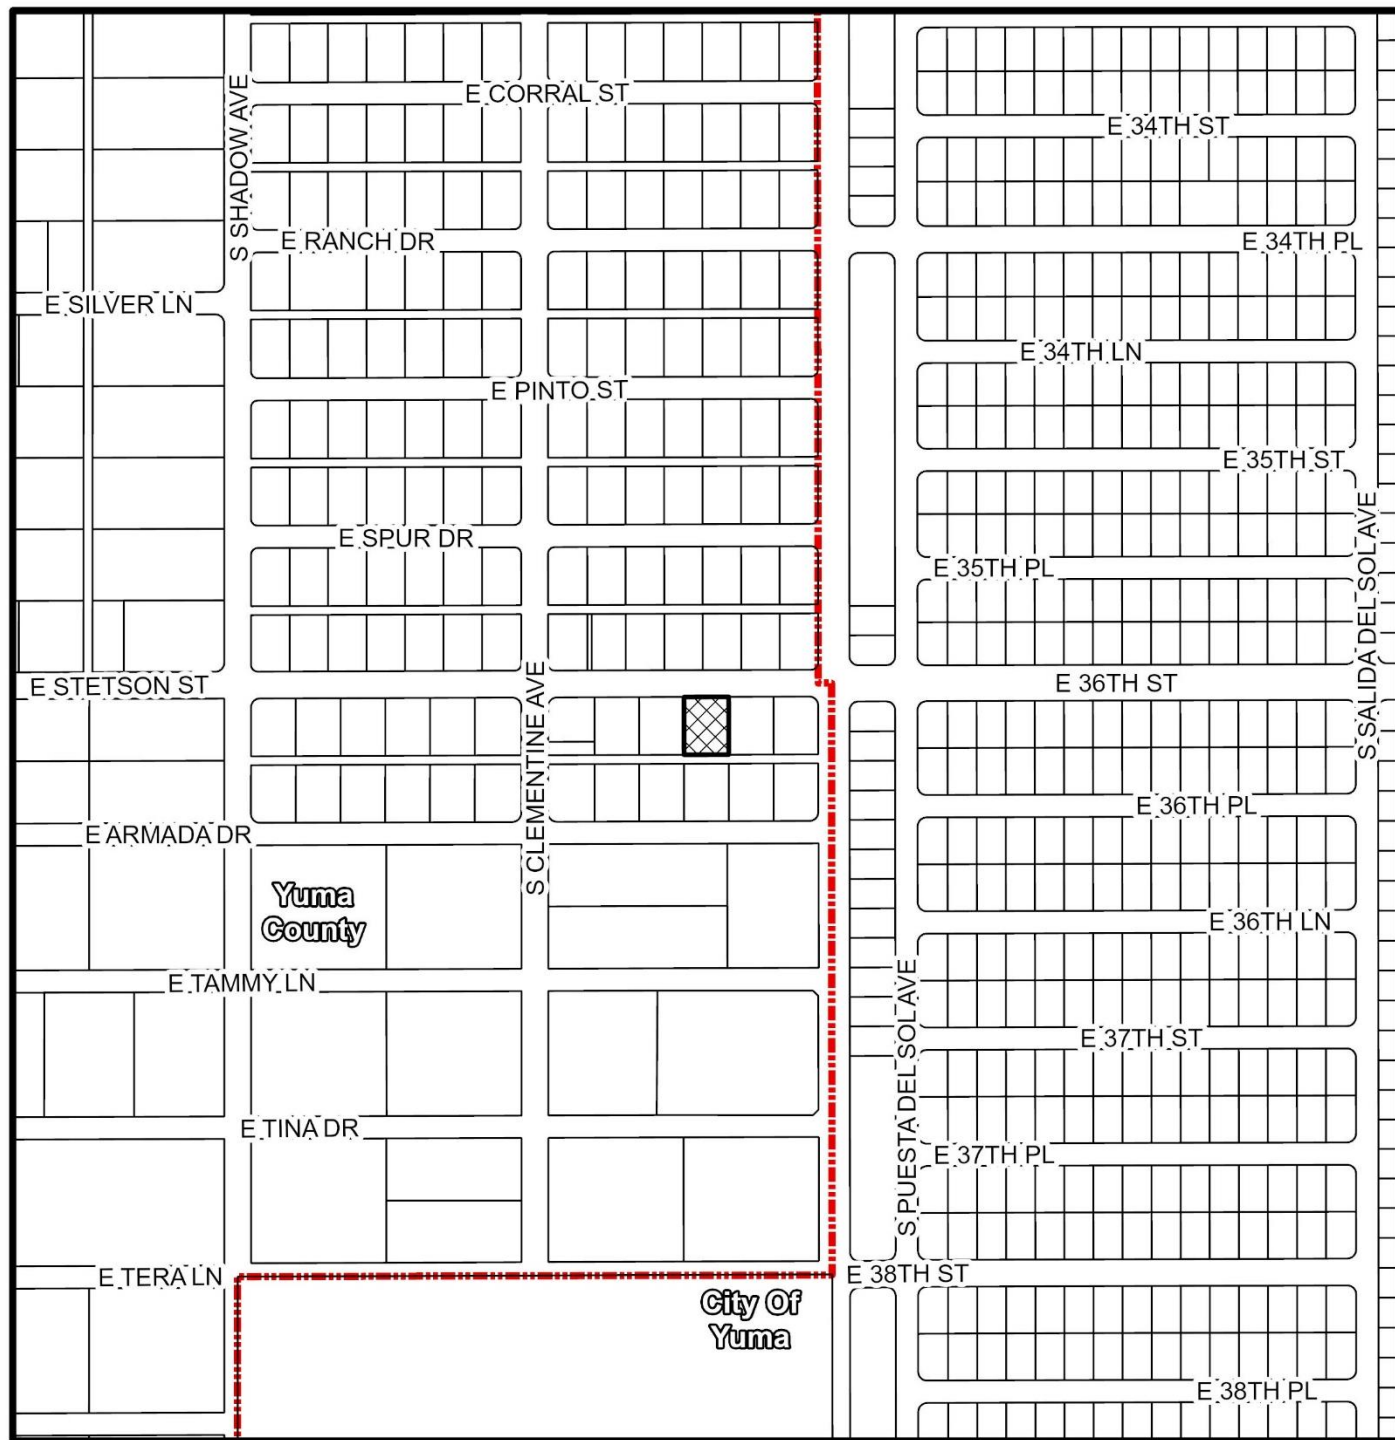 E CORRAL ST
E 34TH ST
S SHADOW AVE
E RANCH DR
E 34TH PL
E SILVER LN
E 34TH LN
E PINTO ST
E 35TH ST
E SPUR DR
E 35TH PL
S SALIDA DEL SOL AVE
E STETSON ST
E 36TH ST
S CLEMENTINE AVE
E 36TH PL
E ARMADA DR
Yuma
County
E 36TH LN
E TAMMY LN
E 37TH ST
S PUESTA DEL SOL AVE
E TINA DR
E 37TH PL
E TERA LN
E 38TH ST
City Of
Yuma
E 38TH PL